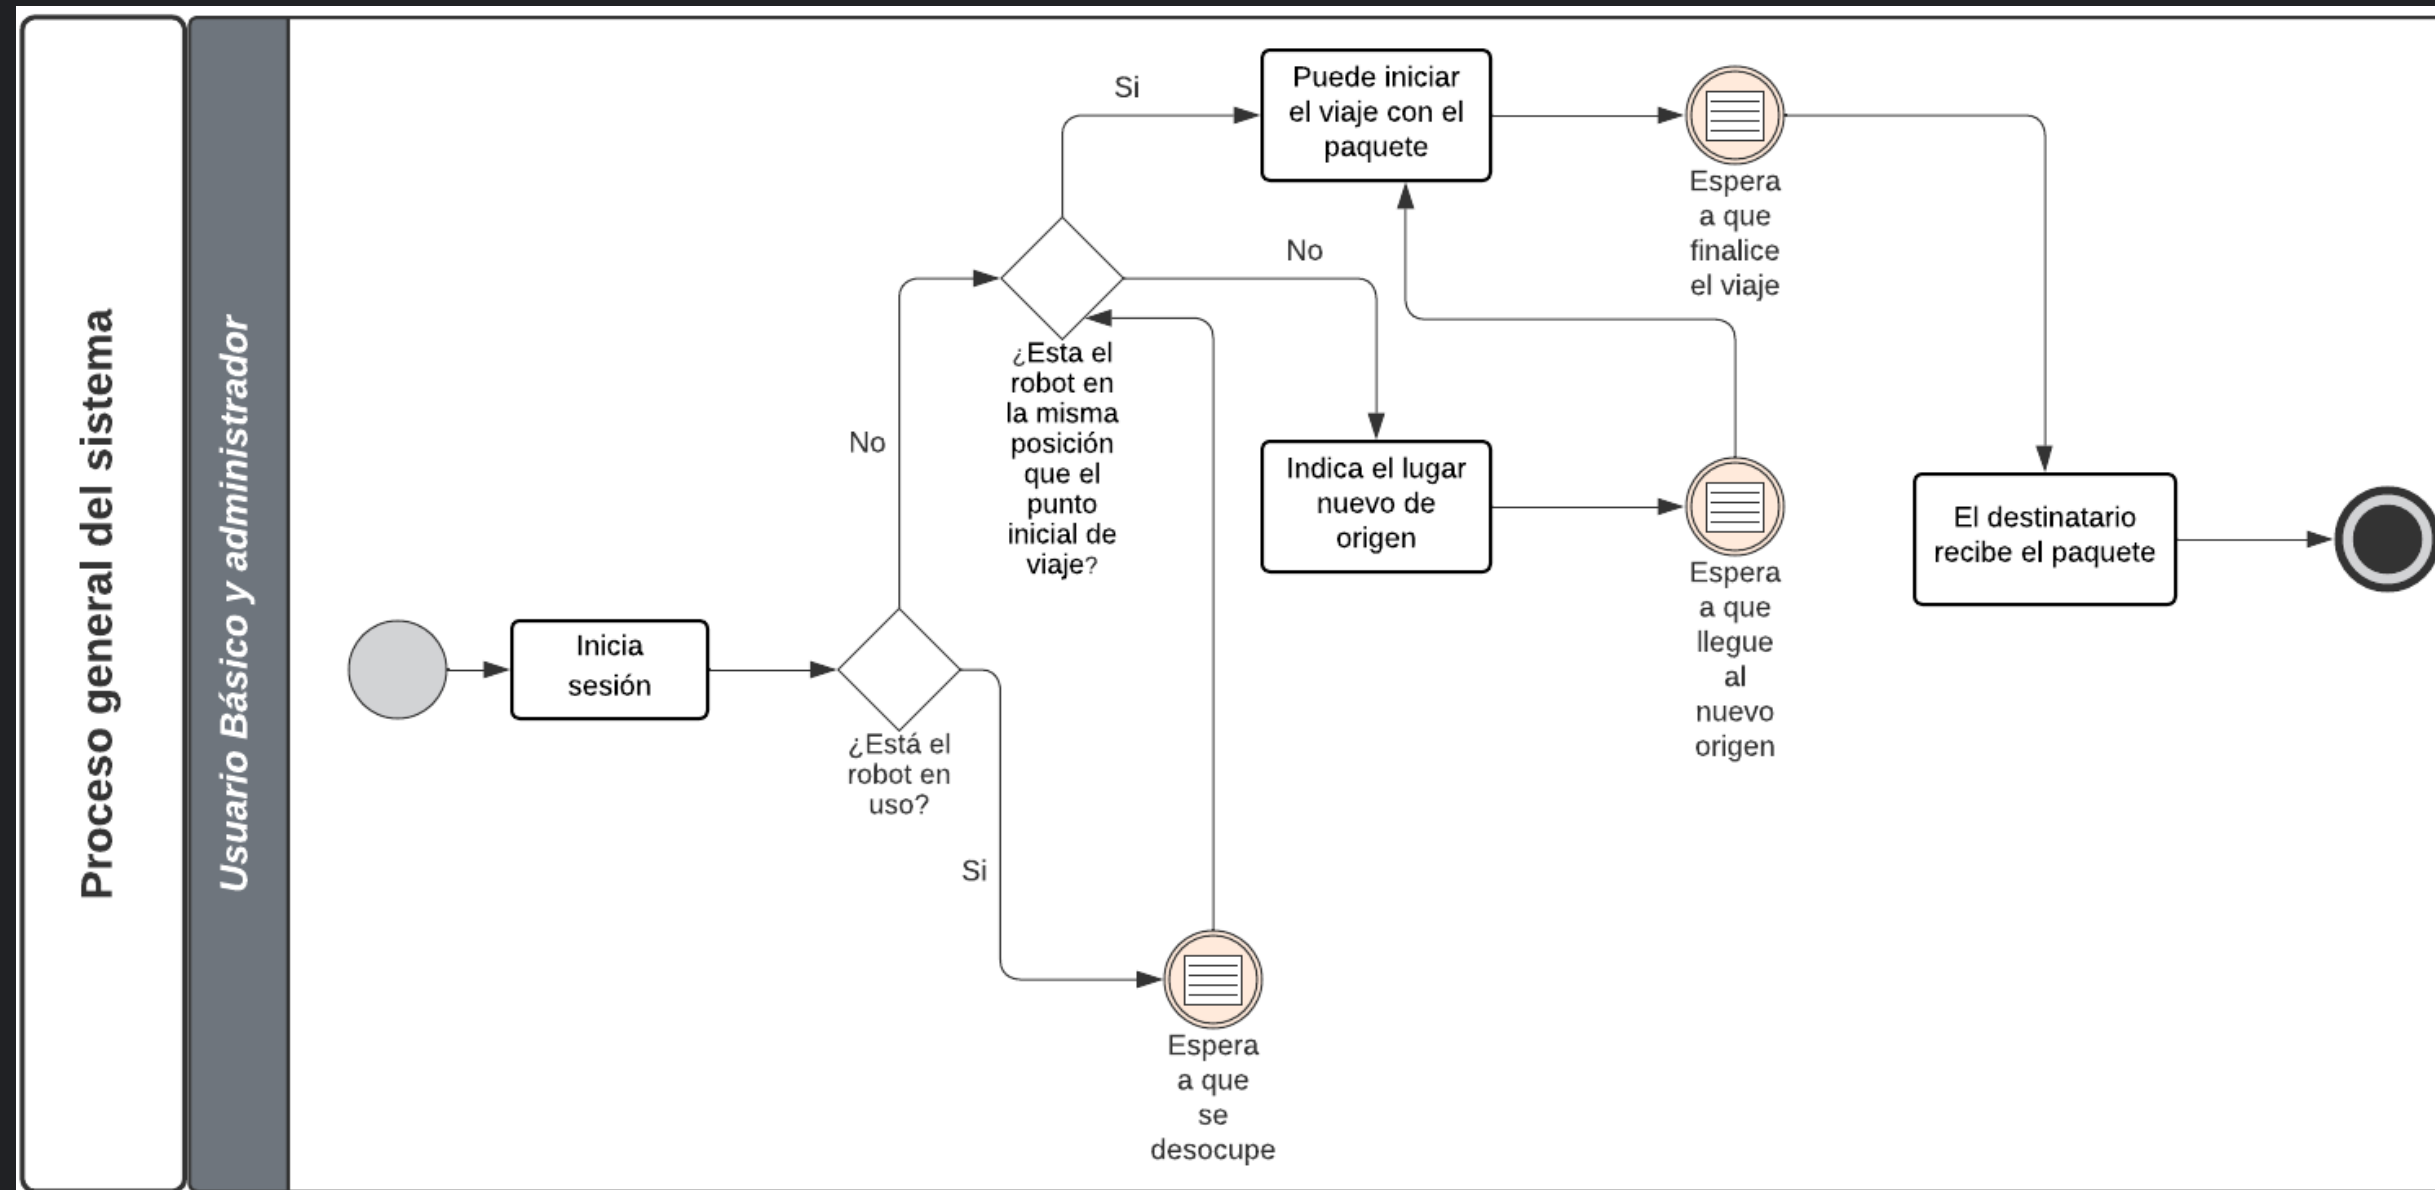 Proceso general del sistema
Usuario Básico y administrador
Inicia
sesión
¿Está el
robot en
uso?
No
Si
Espera
a que
se
desocupe
¿Esta el
robot en
la misma
posición
que el
punto
inicial de
viaje?
Si
No
Puede iniciar
el viaje con el
paquete
Indica el lugar
nuevo de
origen
Espera
a que
finalice
el viaje
Espera
a que
llegue
al
nuevo
origen
El destinatario
recibe el paquete